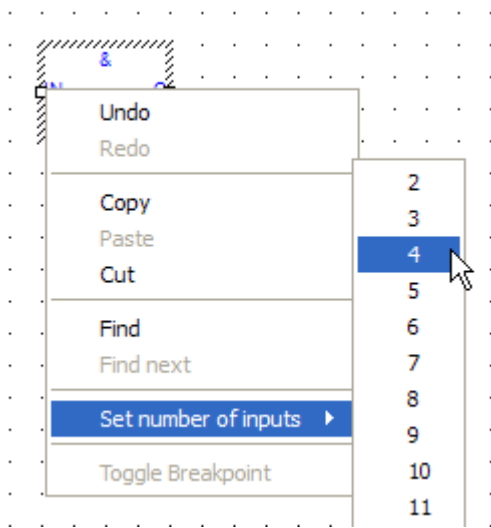 &
Undo
Redo
Copy
Paste
Cut
Find
Find next
Set number of inputs
Toggle Breakpoint
2
3
4
5
6
7
8
9
10
11